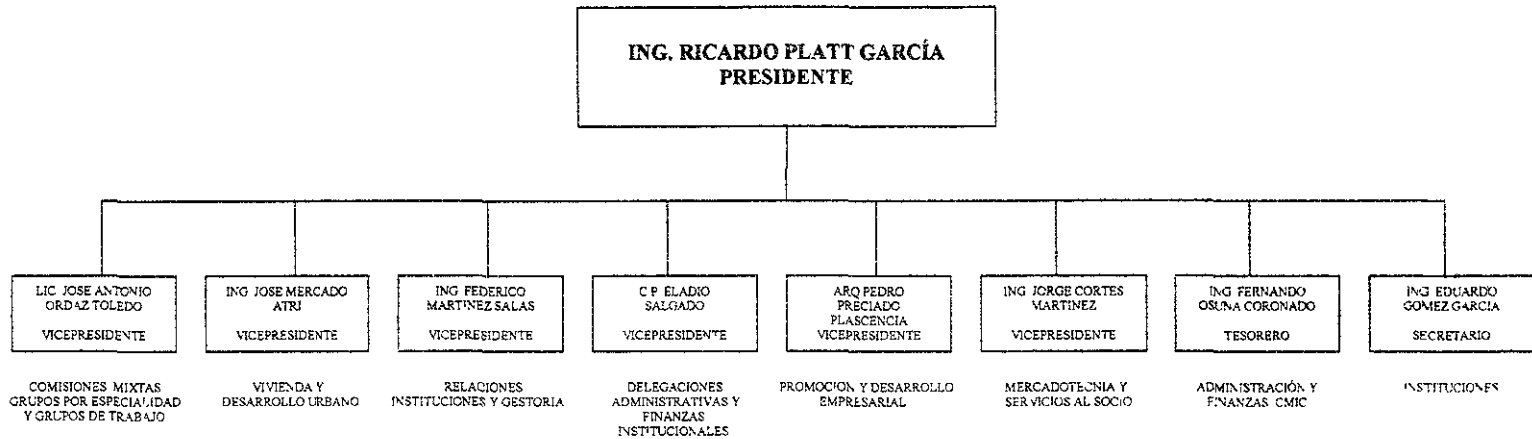 ING. RICARDO PLATT GARCÍA
PRESIDENTE
LIC. JOSE ANTONIO
ORDAZ TOLEDO
VICEPRESIDENTE
COMISIONES MIXTAS
GRUPOS POR ESPECIALIDAD
Y GRUPOS DE TRABAJO
ING JOSE MERCADO
ATRI
VICEPRESIDENTE
VIVIENDA Y
DESARROLLO URBANO
ING FEDERICO
MARTINEZ SALAS
VICEPRESIDENTE
RELACIONES
INSTITUCIONES Y GESTORIA
C P ELADIO
SALGADO
VICEPRESIDENTE
DELEGACIONES
ADMINISTRATIVAS Y
FINANZAS
INSTITUCIONALES
ARQ PEDRO
PRECIADO
PLASCENCIA
VICEPRESIDENTE
PROMOCION Y DESARROLLO
EMPRESARIAL
ING JORGE CORTES
MARTINEZ
VICEPRESIDENTE
MERCADOTECNIA Y
SERVICIOS AL SOCIO
ING FERNANDO
OSUNA CORONADO
TESORERO
ADMINISTRACIÓN Y
FINANZAS CMIC
ING EDUARDO
GOMEZ GARCIA
SECRETARIO
INSTITUCIONES